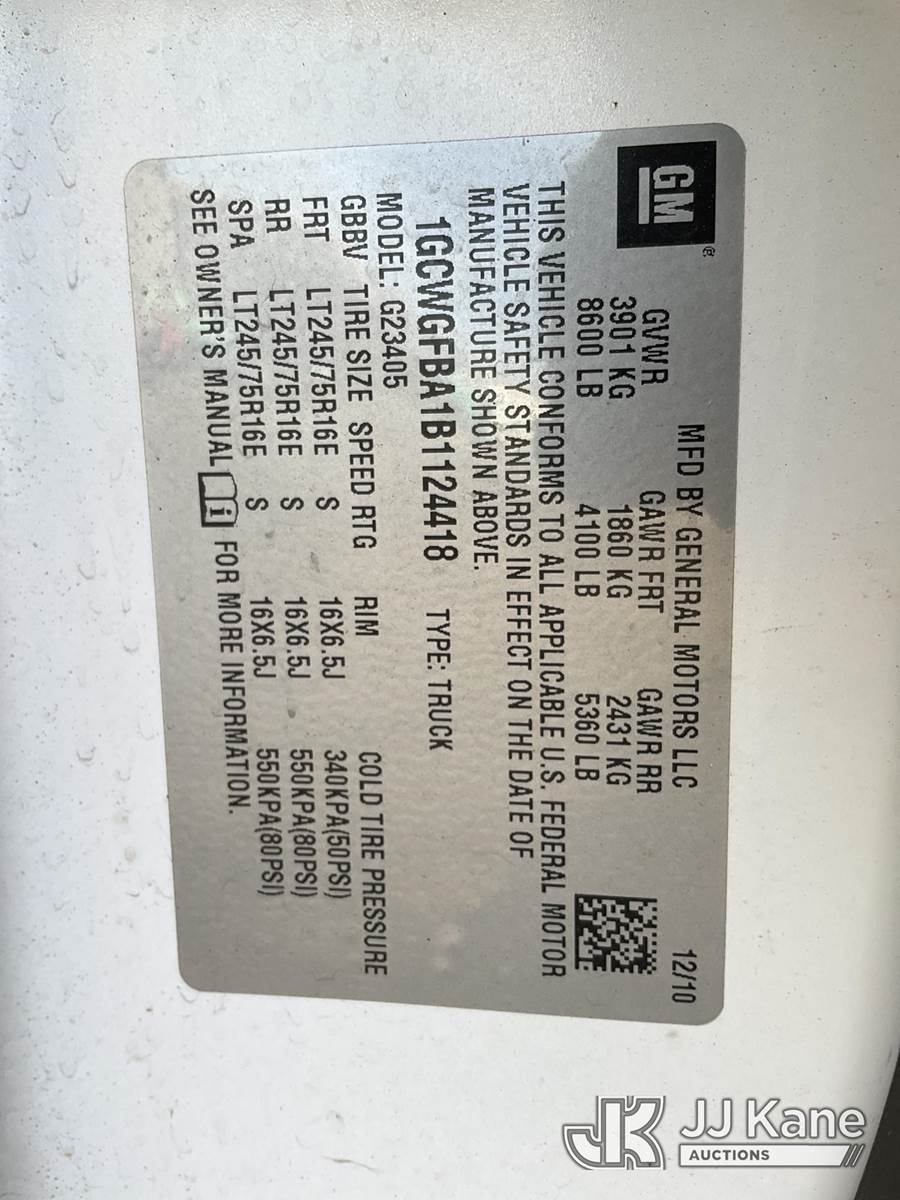 GM®
MFD BY GENERAL MOTORS LLC 12/10
GVWR GAWR FRT GAWR RR
3901 KG 1860 KG 2431 KG
8600 LB 4100 LB 5360 LB
THIS VEHICLE CONFORMS TO ALL APPLICABLE U.S. FEDERAL MOTOR
VEHICLE SAFETY STANDARDS IN EFFECT ON THE DATE OF
MANUFACTURE SHOWN ABOVE.
1GCWGFBA1B1124418 TYPE: TRUCK
MODEL: G23405
GBBV TIRE SIZE SPEED RTG RIM COLD TIRE PRESSURE
FRT LT245/75R16E S 16X6.5J 340KPA(50PSI)
RR LT245/75R16E S 16X6.5J 550KPA(80PSI)
SPA LT245/75R16E S 16X6.5J 550KPA(80PSI)
SEE OWNER'S MANUAL i FOR MORE INFORMATION.
JK JJ Kane
AUCTIONS